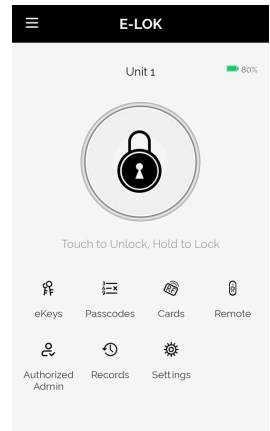 E-LOK
Unit 1
80%
Touch to Unlock, Hold to Lock
eKeys
Passcodes
Cards
Remote
Authorized
Admin
Records
Settings